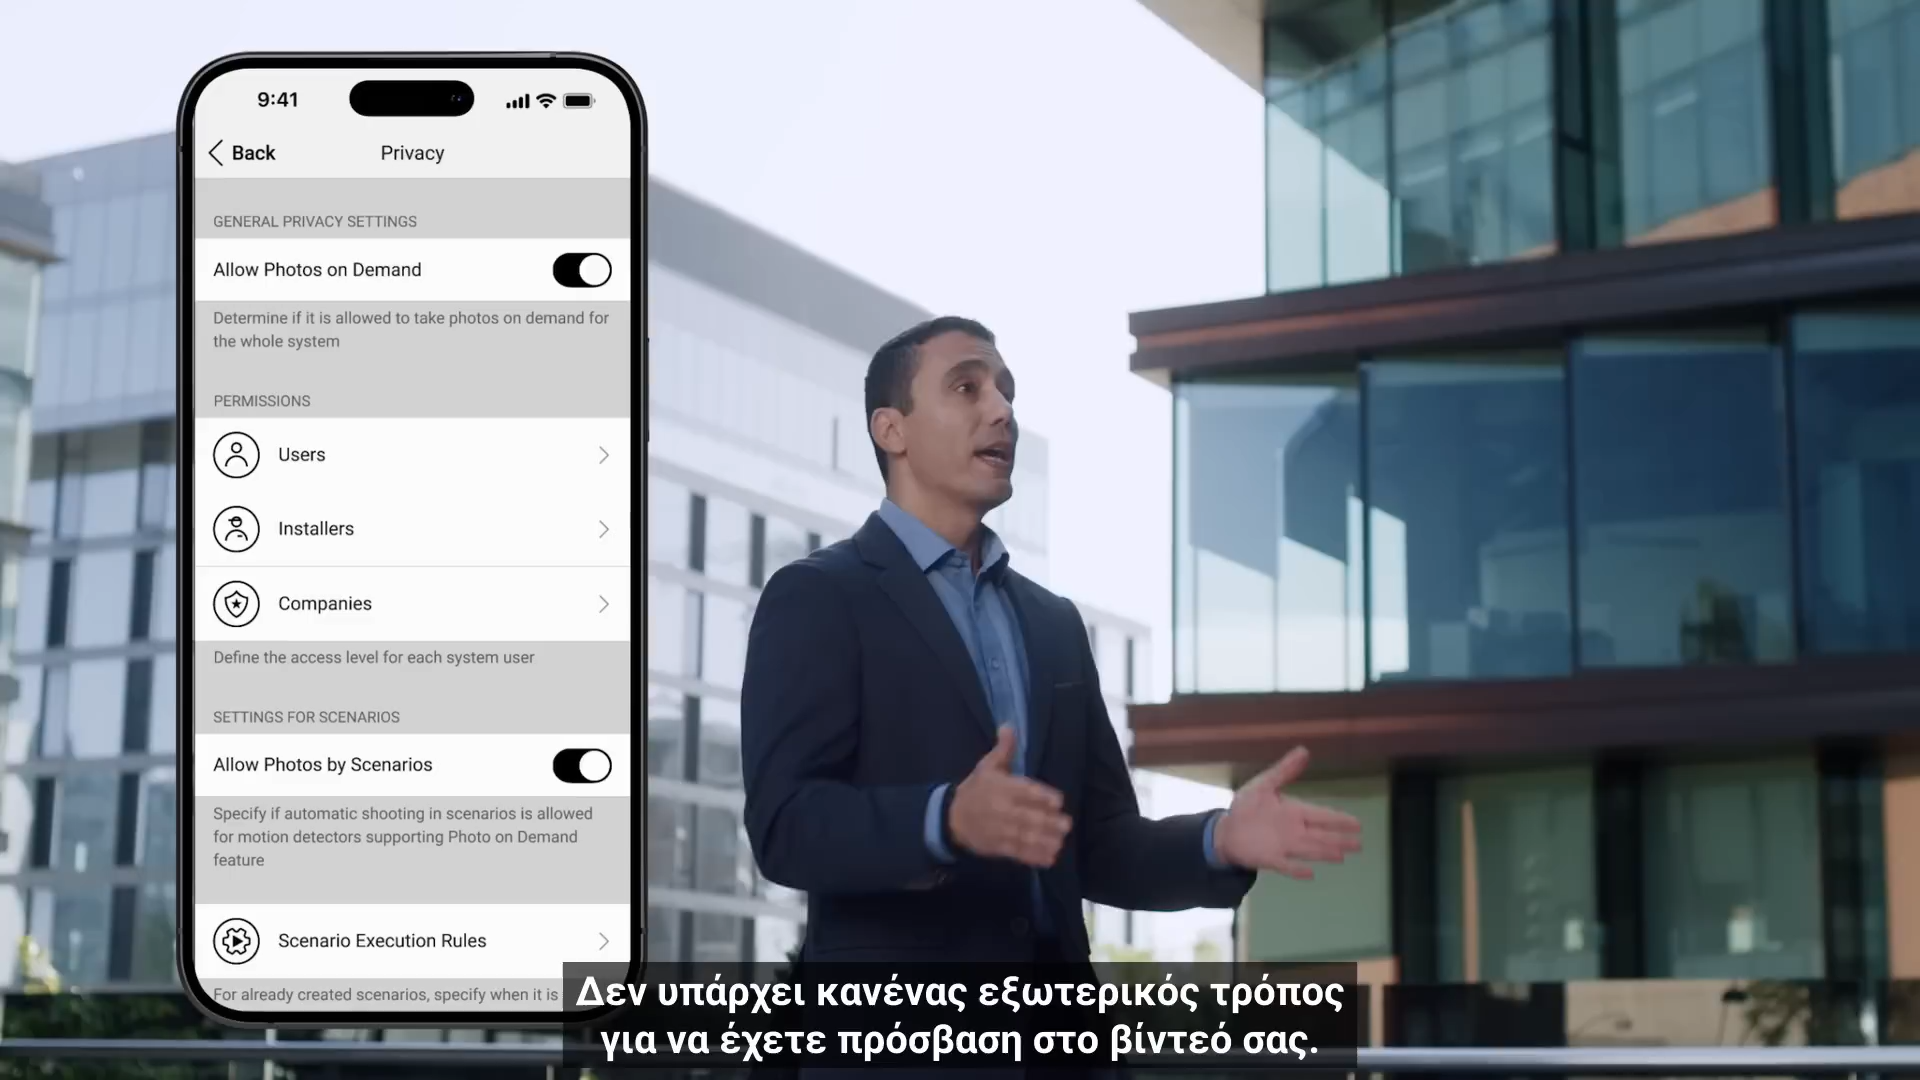 9:41
Back
Privacy
GENERAL PRIVACY SETTINGS
Allow Photos on Demand
Determine if it is allowed to take photos on demand for
the whole system
PERMISSIONS
Users
Installers
Companies
Define the access level for each system user
SETTINGS FOR SCENARIOS
Allow Photos by Scenarios
Specify if automatic shooting in scenarios is allowed
for motion detectors supporting Photo on Demand
feature
Scenario Execution Rules
For already created scenarios, specify when it is
Δεν υπάρχει κανένας εξωτερικός τρόπος
για να έχετε πρόσβαση στο βίντεό σας.